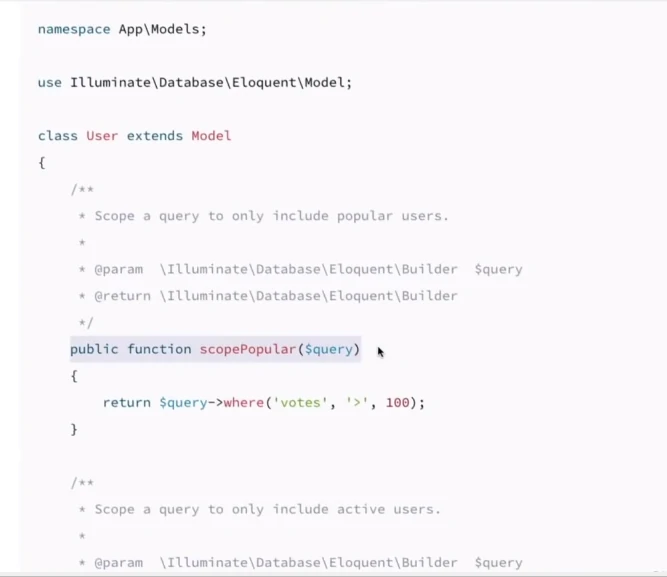 namespace App\Models;
use Illuminate\Database\Eloquent\Model;
class User extends Model
{
/**
* Scope a query to only include popular users.
*
* @param  \Illuminate\Database\Eloquent\Builder  $query
* @return \Illuminate\Database\Eloquent\Builder
*/
public function scopePopular($query)
{
return $query->where('votes', '>', 100);
}
/**
* Scope a query to only include active users.
*
* @param  \Illuminate\Database\Eloquent\Builder  $query